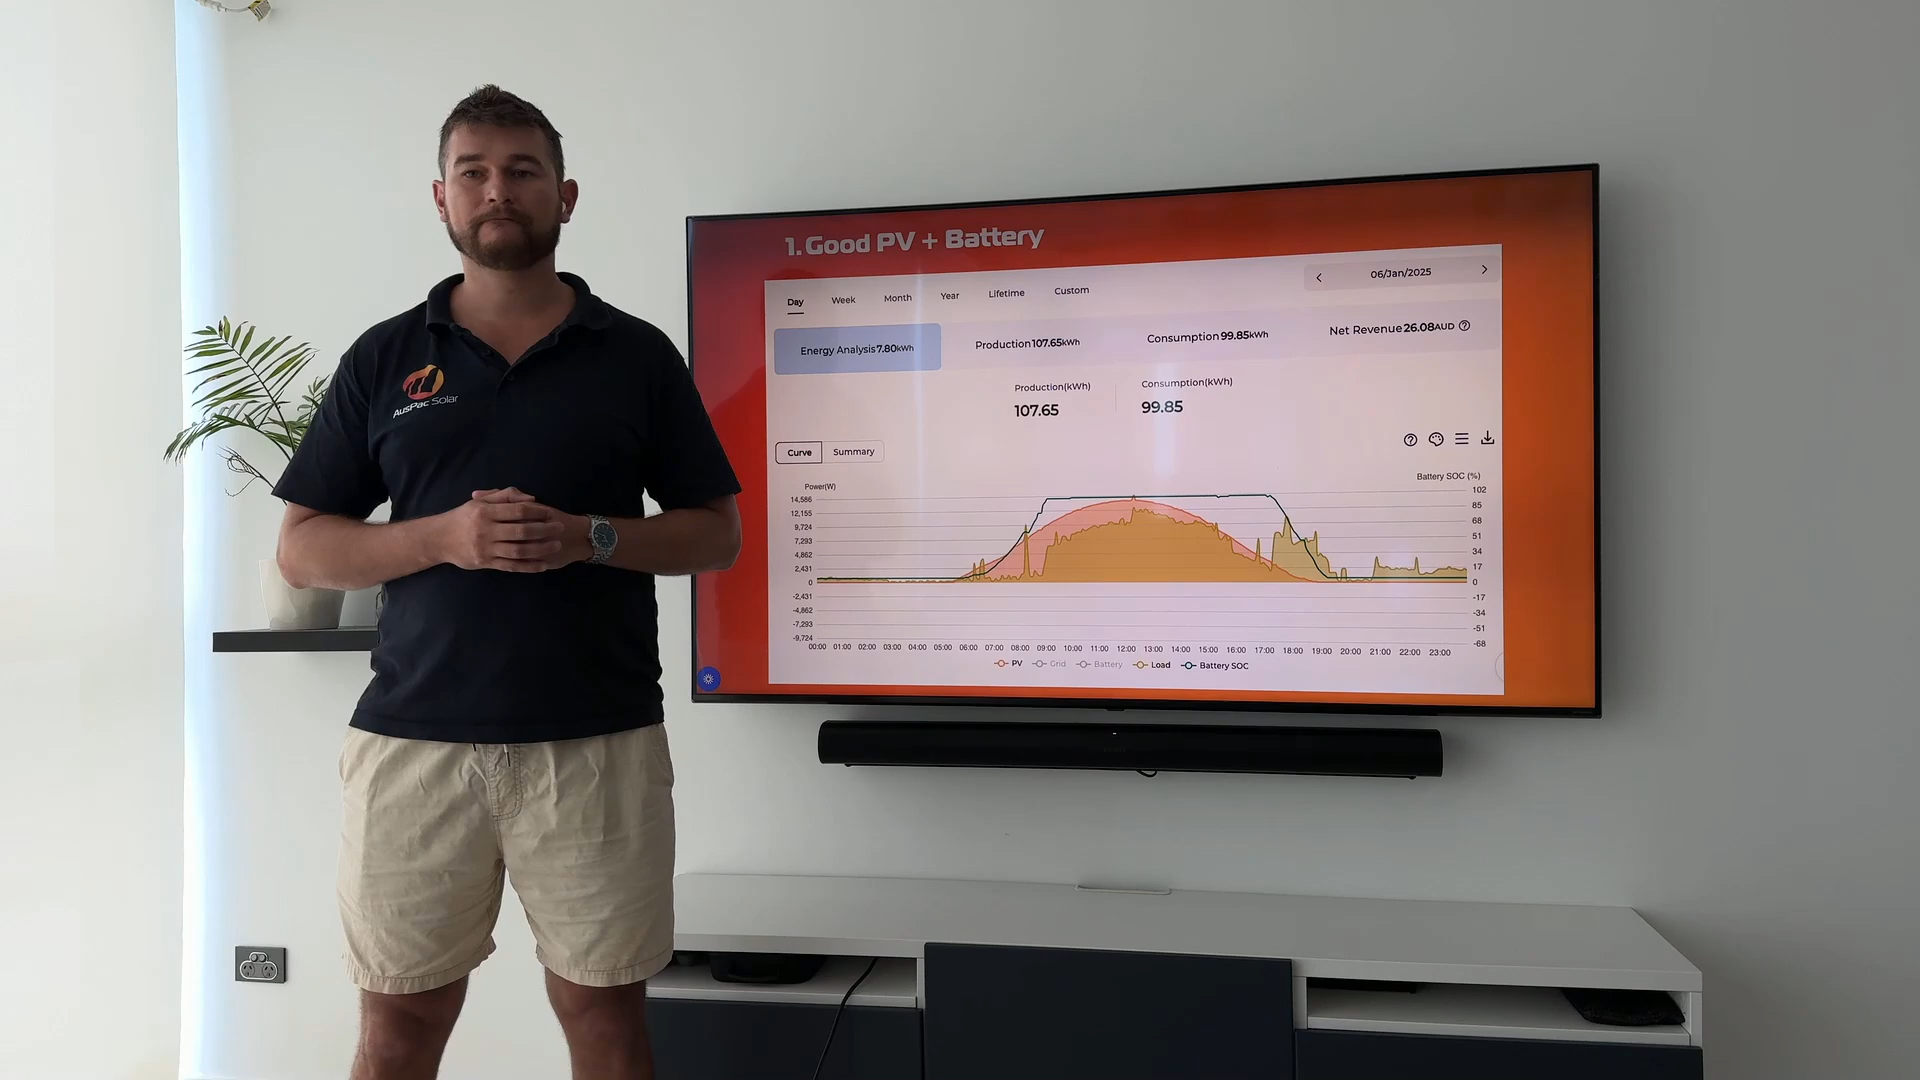 AusPac Solar
1. Good PV + Battery
06/Jan/2025
Day Week Month Year Lifetime Custom
Energy Analysis 7.80kWh Production 107.65kWh Consumption 99.85kWh Net Revenue 26.08AUD
Production(kWh) Consumption(kWh)
107.65 99.85
Curve Summary
Power(W) Battery SOC (%)
14,586 102
12,155 85
9,724 68
7,293 51
4,862 34
2,431 17
0 0
-2,431 -17
-4,862 -34
-7,293 -51
-9,724 -68
00:00 01:00 02:00 03:00 04:00 05:00 06:00 07:00 08:00 09:00 10:00 11:00 12:00 13:00 14:00 15:00 16:00 17:00 18:00 19:00 20:00 21:00 22:00 23:00
PV Grid Battery Load Battery SOC